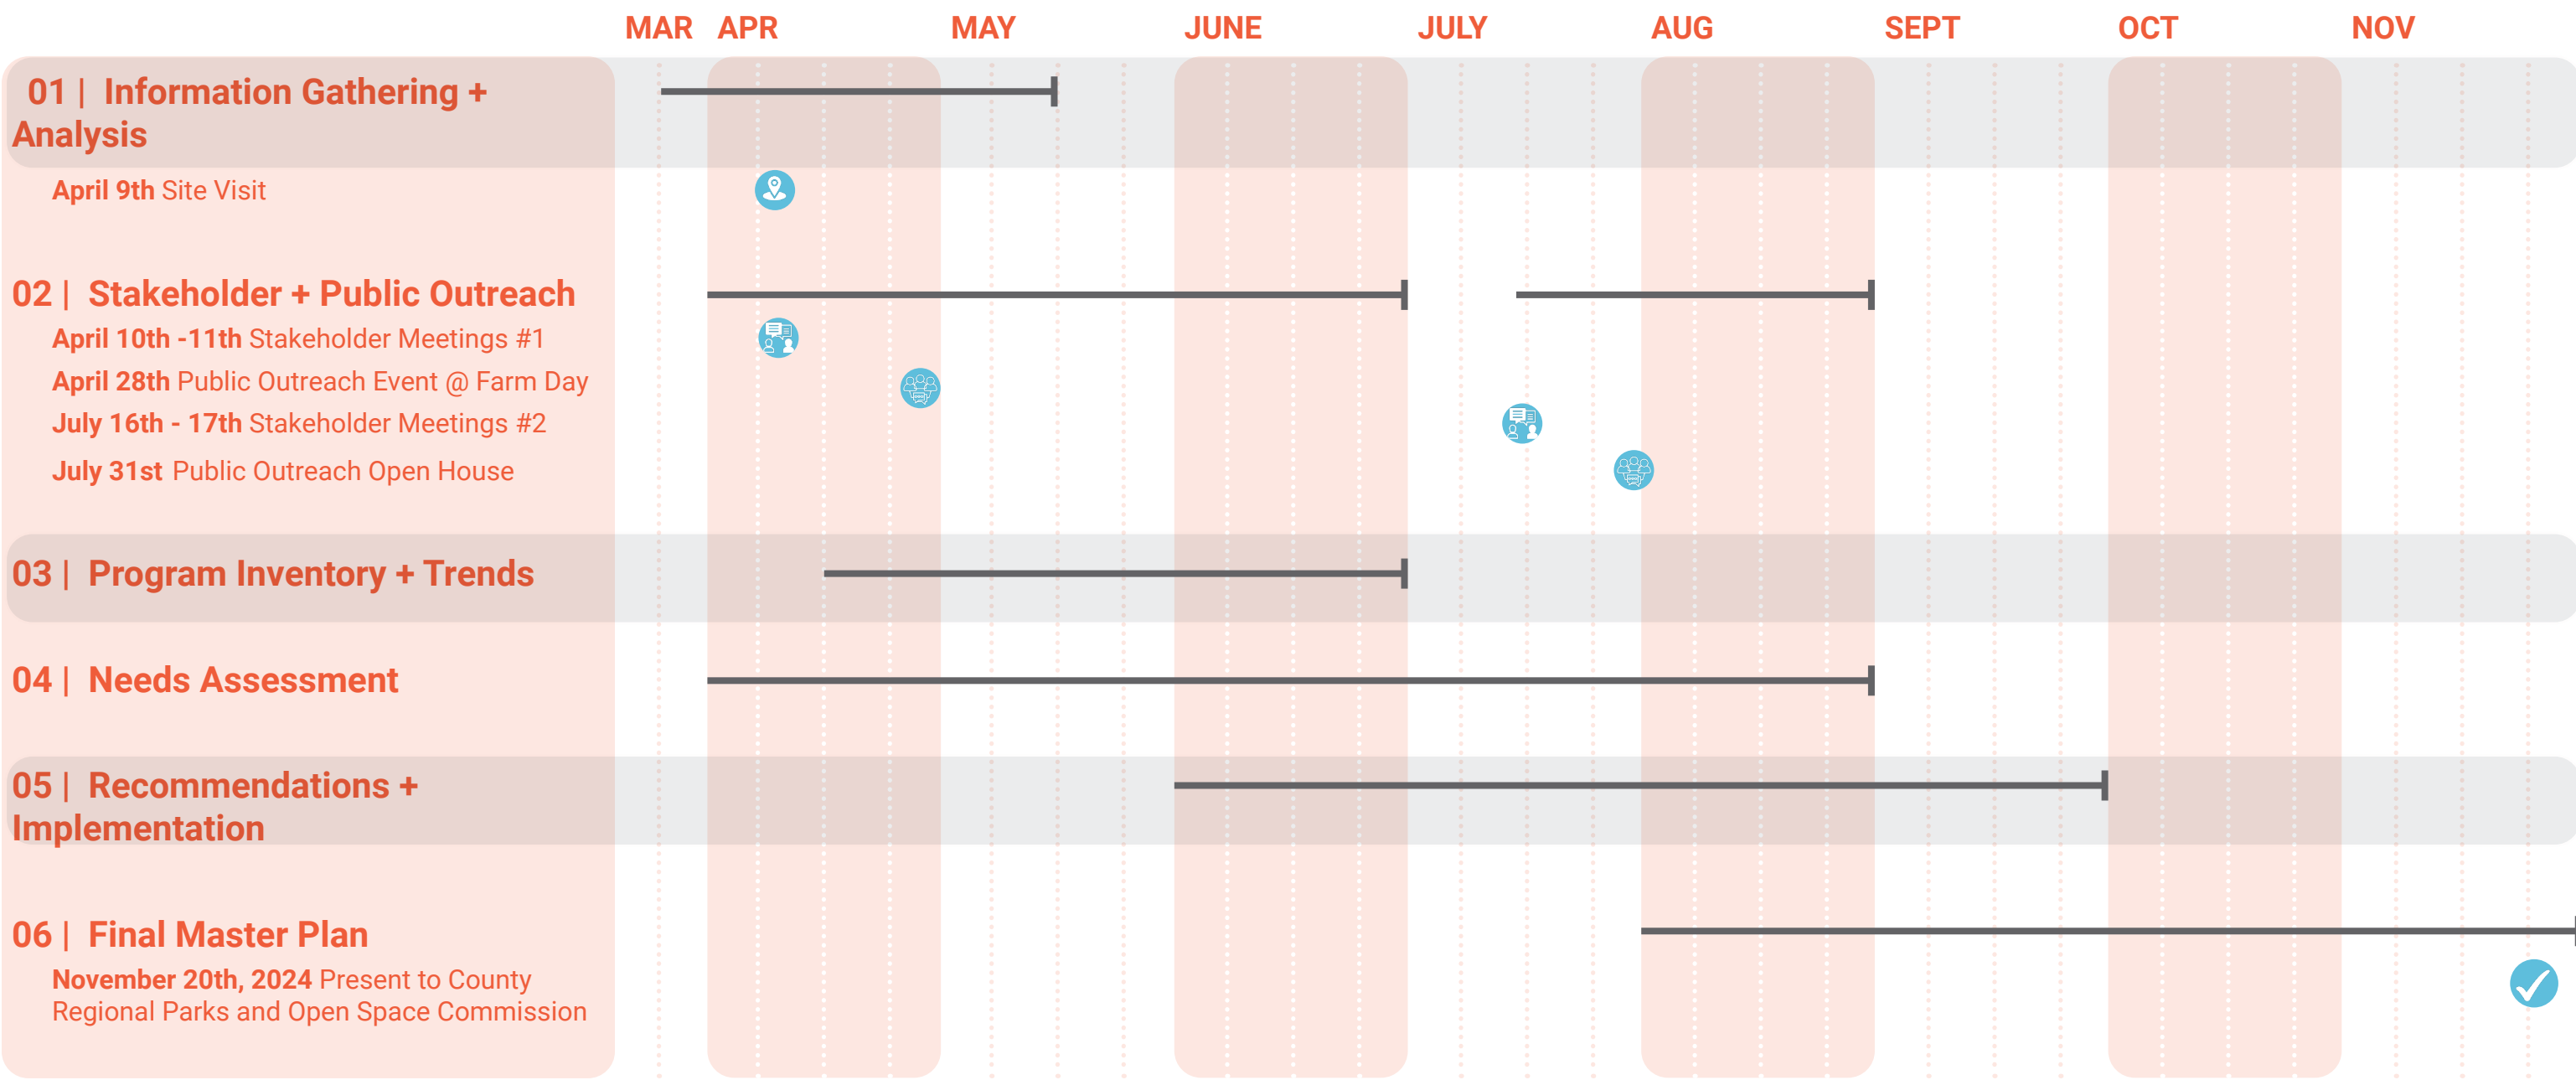 MAR APR MAY JUNE JULY AUG SEPT OCT NOV
01 | Information Gathering +
Analysis
April 9th Site Visit
02 | Stakeholder + Public Outreach
April 10th -11th Stakeholder Meetings #1
April 28th Public Outreach Event @ Farm Day
July 16th - 17th Stakeholder Meetings #2
July 31st Public Outreach Open House
03 | Program Inventory + Trends
04 | Needs Assessment
05 | Recommendations +
Implementation
06 | Final Master Plan
November 20th, 2024 Present to County
Regional Parks and Open Space Commission